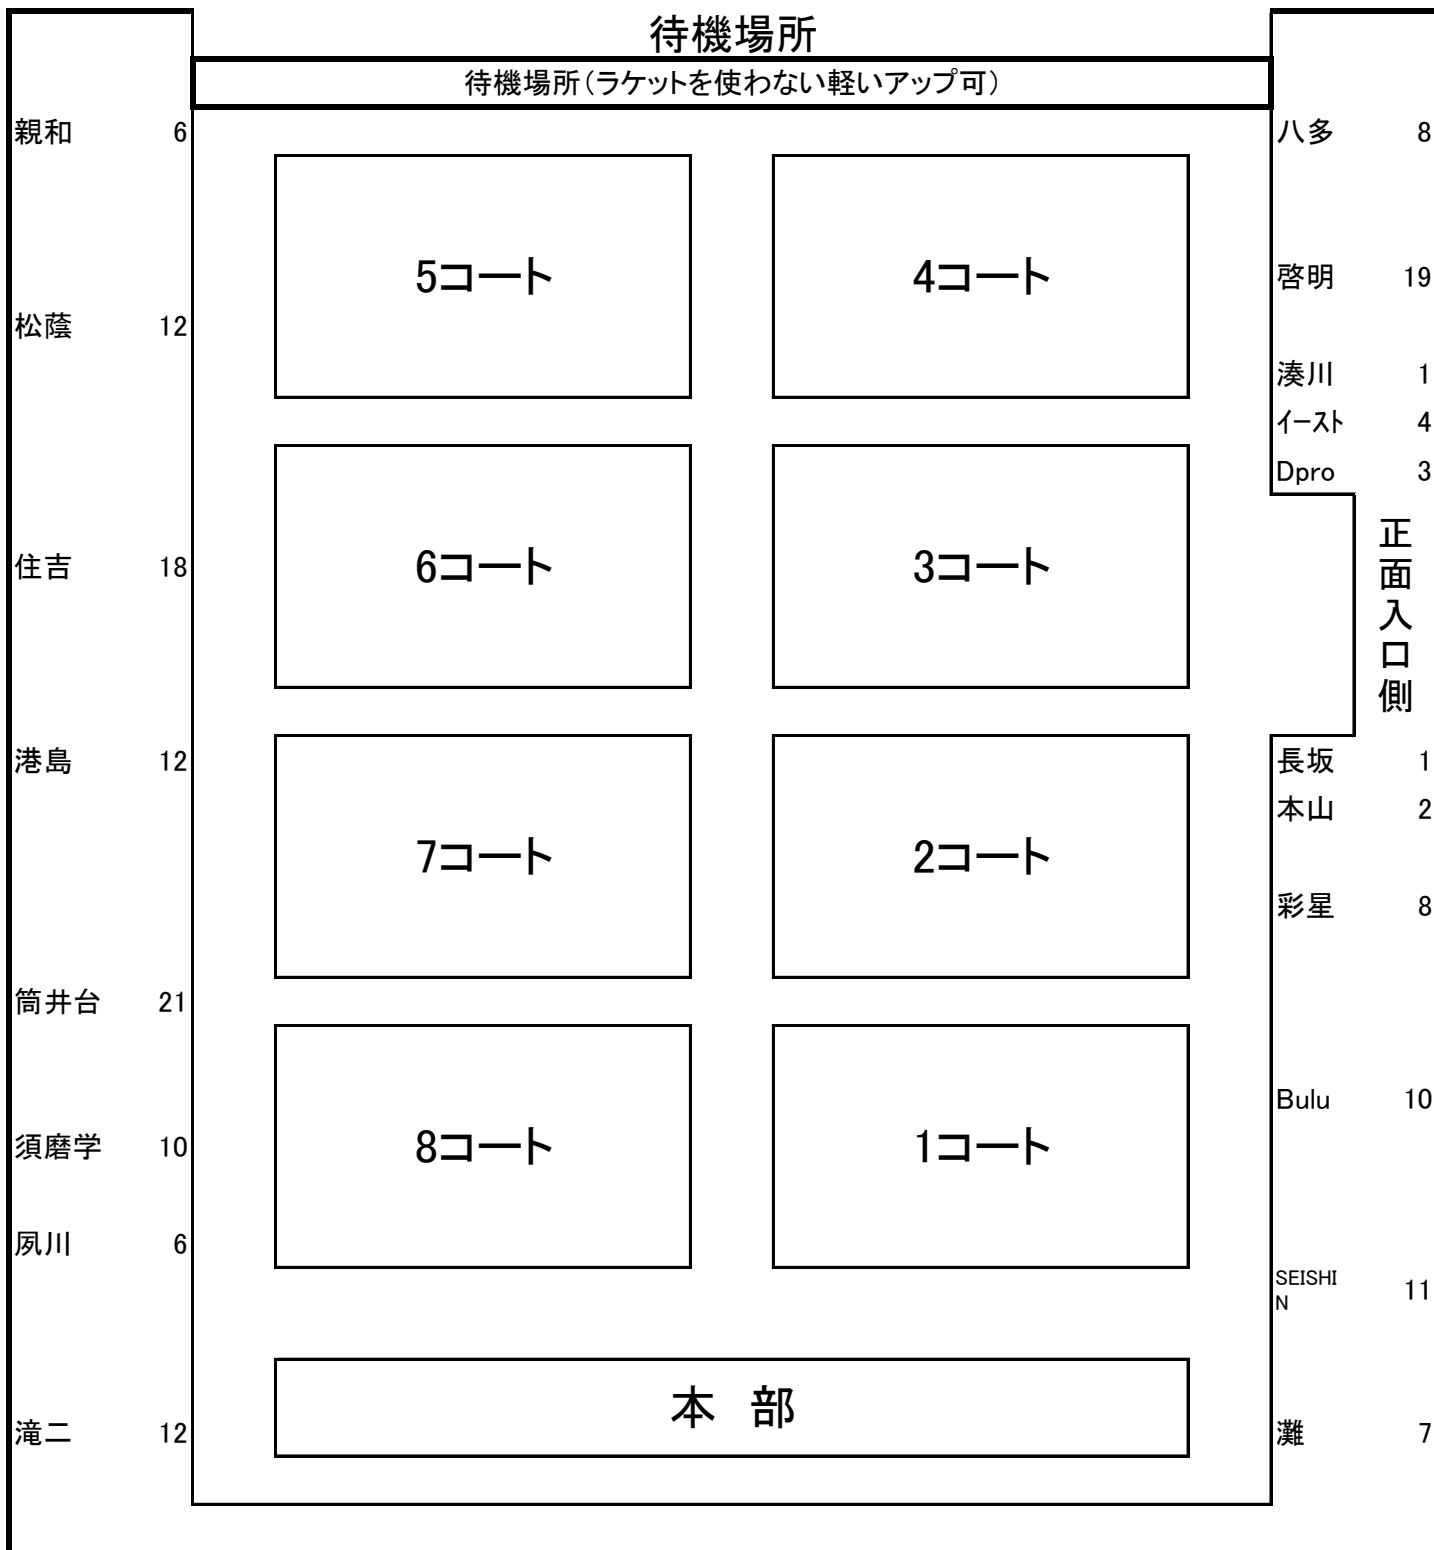 待機場所
待機場所（ラケットを使わない軽いアップ可）
親和 6
八多 8
5コート
4コート
啓明 19
松蔭 12
湊川 1
イースト 4
Dpro 3
正面入口側
住吉 18
6コート
3コート
港島 12
長坂 1
本山 2
7コート
2コート
彩星 8
筒井台 21
Bulu 10
須磨学 10
8コート
1コート
夙川 6
SEISHI
N
11
本 部
滝二 12
灘 7